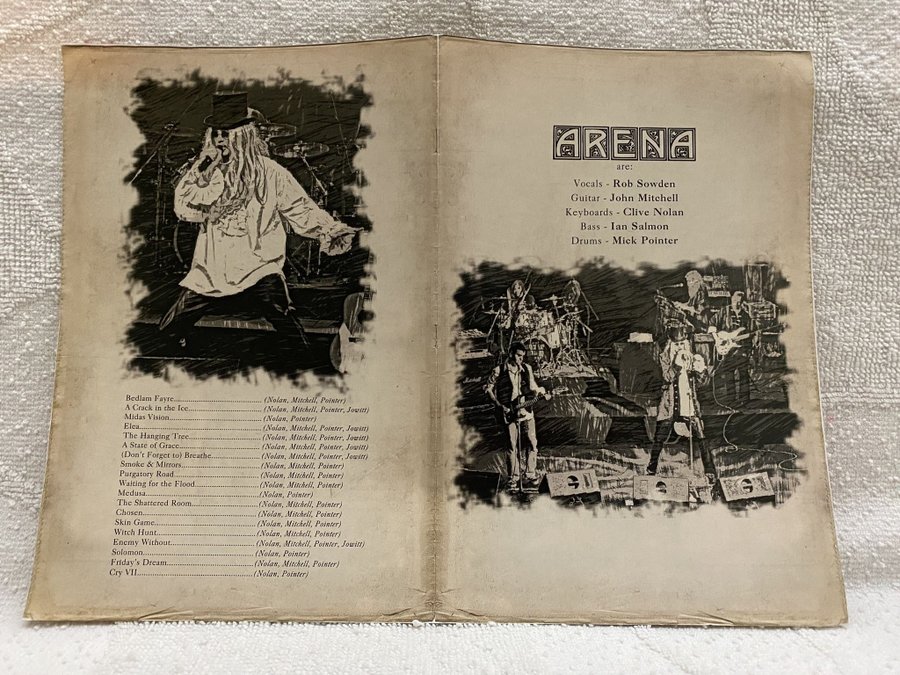 Bedlam Fayre..........(Nolan, Mitchell, Pointer)
A Crack in the Ice..........(Nolan, Mitchell, Pointer, Jowitt)
Midas Vision..........(Nolan, Pointer)
Elea..........(Nolan, Mitchell, Pointer, Jowitt)
The Hanging Tree..........(Nolan, Mitchell, Pointer)
A State of Grace..........(Nolan, Mitchell, Pointer, Jowitt)
(Don't Forget to) Breathe..........(Nolan, Mitchell, Pointer, Jowitt)
Smoke & Mirrors..........(Nolan, Mitchell, Pointer)
Purgatory Road..........(Nolan, Mitchell, Pointer)
Waiting for the Flood..........(Nolan, Mitchell, Pointer)
Medusa..........(Nolan, Pointer)
The Shattered Room..........(Nolan, Mitchell, Pointer)
Chosen..........(Nolan, Mitchell, Pointer)
Skin Game..........(Nolan, Mitchell, Pointer)
Witch Hunt..........(Nolan, Mitchell, Pointer)
Enemy Without..........(Nolan, Mitchell, Pointer, Jowitt)
Solomon..........(Nolan, Pointer)
Friday's Dream..........(Nolan, Mitchell, Pointer)
Cry VII..........(Nolan, Pointer)
ARENA
are:
Vocals - Rob Sowden
Guitar - John Mitchell
Keyboards - Clive Nolan
Bass - Ian Salmon
Drums - Mick Pointer